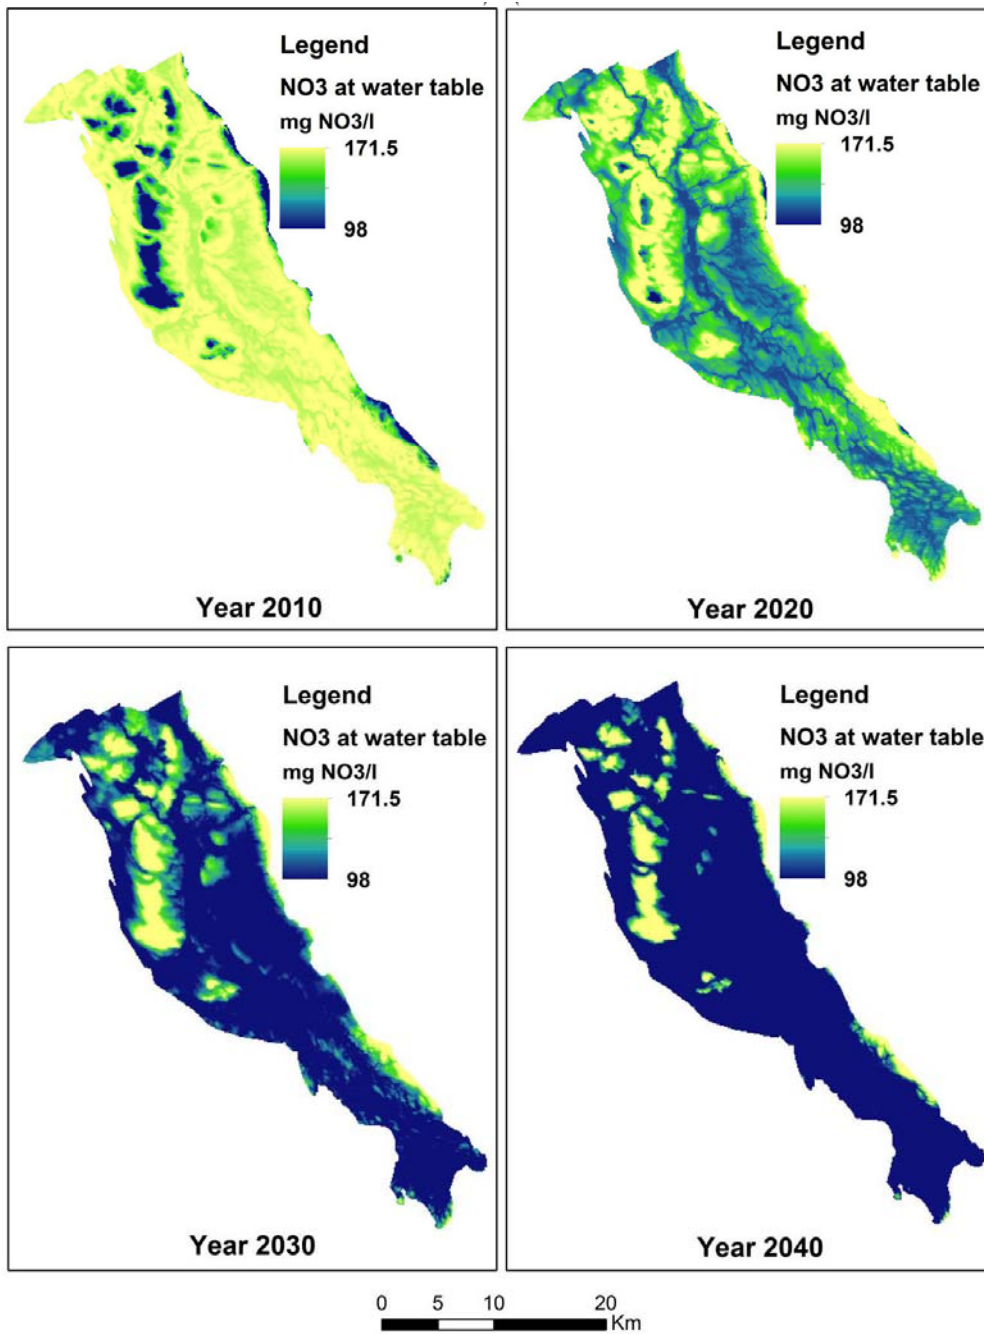 Legend
NO3 at water table
mg NO3/l
171.5
98
Year 2010
Legend
NO3 at water table
mg NO3/l
171.5
98
Year 2020
Legend
NO3 at water table
mg NO3/l
171.5
98
Year 2030
Legend
NO3 at water table
mg NO3/l
171.5
98
Year 2040
0 5 10 20
Km